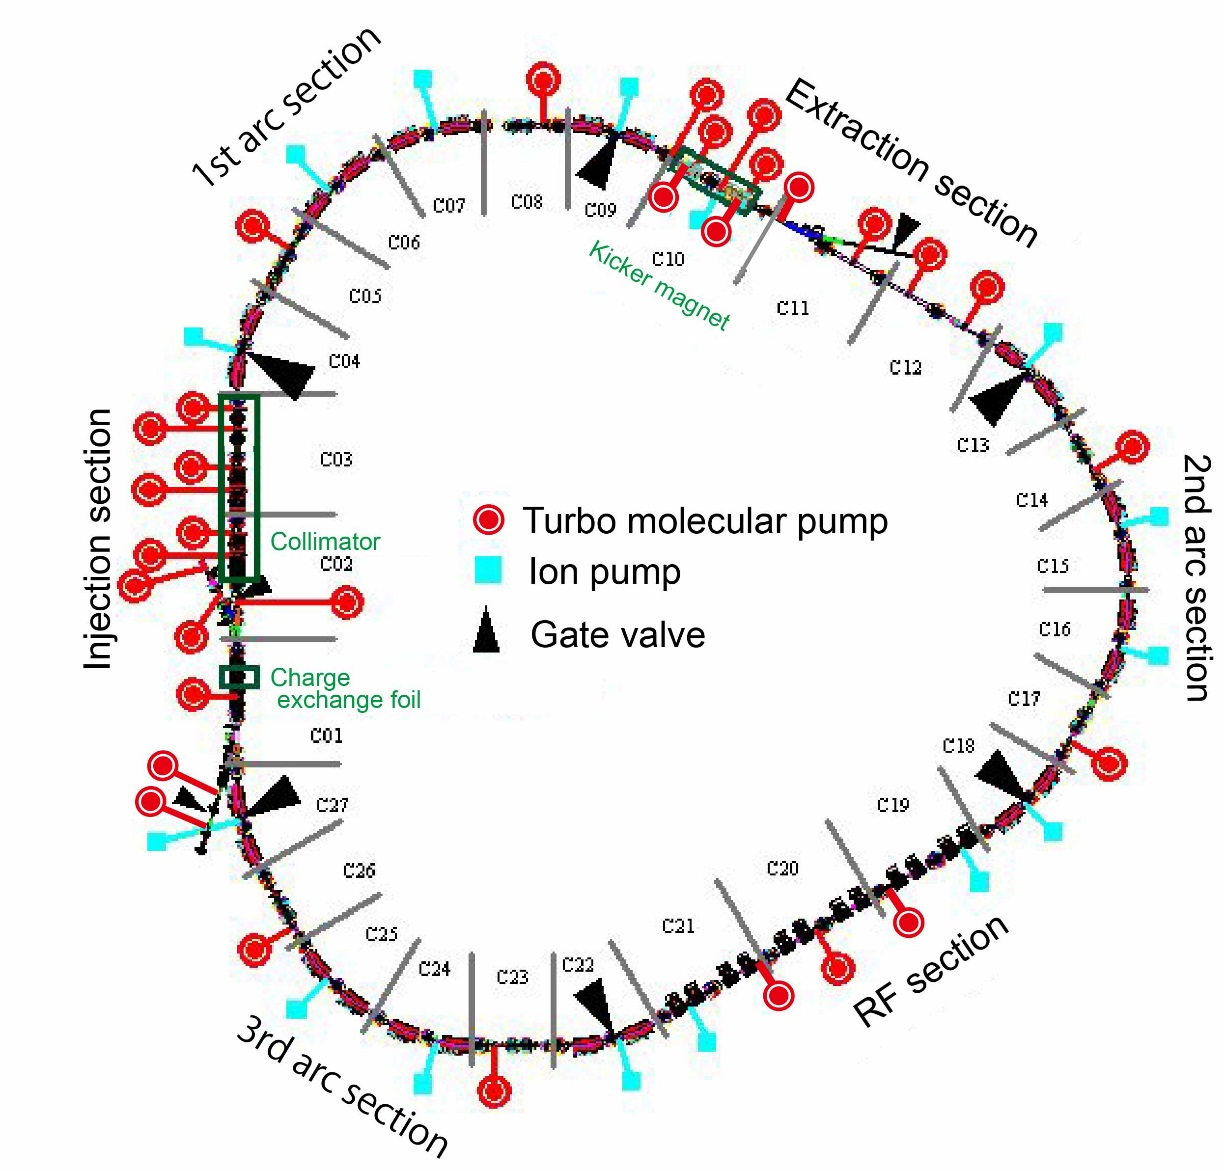 1st arc section
Extraction section
C07
C08
C09
C06
C10
Kicker magnet
C05
C11
C04
C12
C13
Injection section
C03
C14
2nd arc section
Turbo molecular pump
Collimator
C02
Ion pump
C15
Gate valve
C16
Charge
exchange foil
C17
C01
C18
C27
C19
C26
C20
C25
C21
C24
C23
C22
RF section
3rd arc section